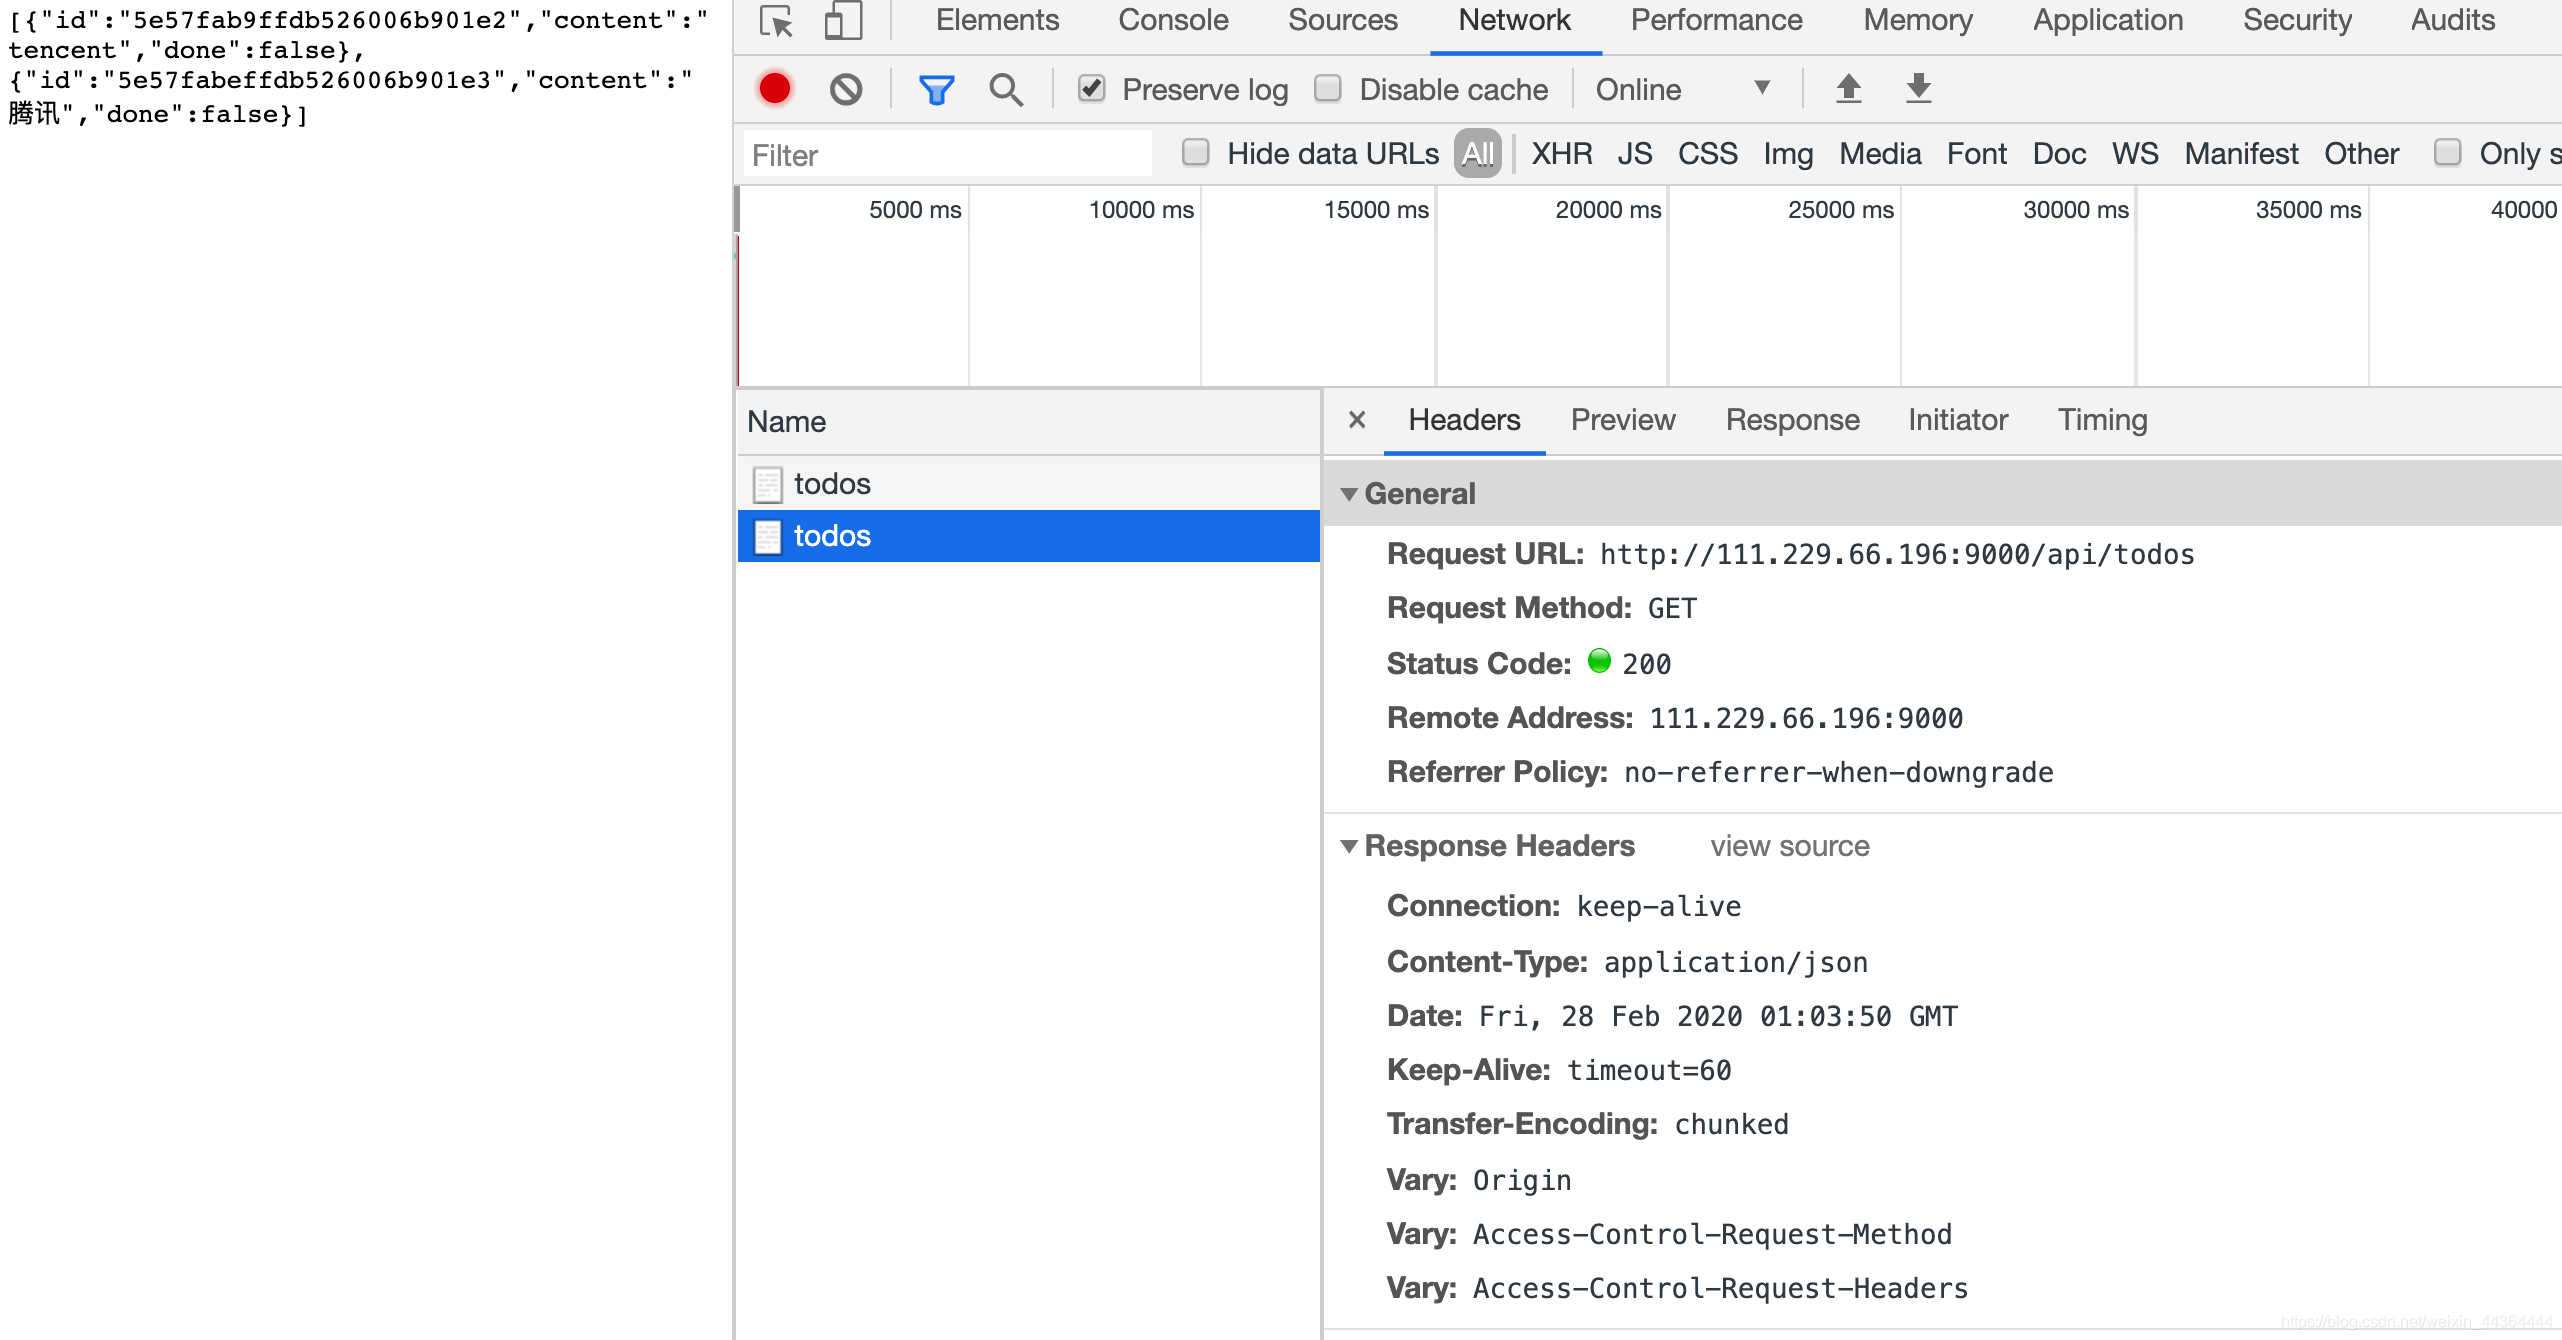 [{"id":"5e57fab9ffdb526006b901e2","content":"
tencent","done":false},
{"id":"5e57fabeffdb526006b901e3","content":"
腾讯","done":false}]
Elements Console Sources Network Performance Memory Application Security Audits
Preserve log Disable cache Online
Filter Hide data URLs All XHR JS CSS Img Media Font Doc WS Manifest Other Only s
5000 ms 10000 ms 15000 ms 20000 ms 25000 ms 30000 ms 35000 ms 40000
Name
todos
todos
× Headers Preview Response Initiator Timing
General
Request URL: http://111.229.66.196:9000/api/todos
Request Method: GET
Status Code: 200
Remote Address: 111.229.66.196:9000
Referrer Policy: no-referrer-when-downgrade
Response Headers view source
Connection: keep-alive
Content-Type: application/json
Date: Fri, 28 Feb 2020 01:03:50 GMT
Keep-Alive: timeout=60
Transfer-Encoding: chunked
Vary: Origin
Vary: Access-Control-Request-Method
Vary: Access-Control-Request-Headers
https://blog.csdn.net/weixin_44364444